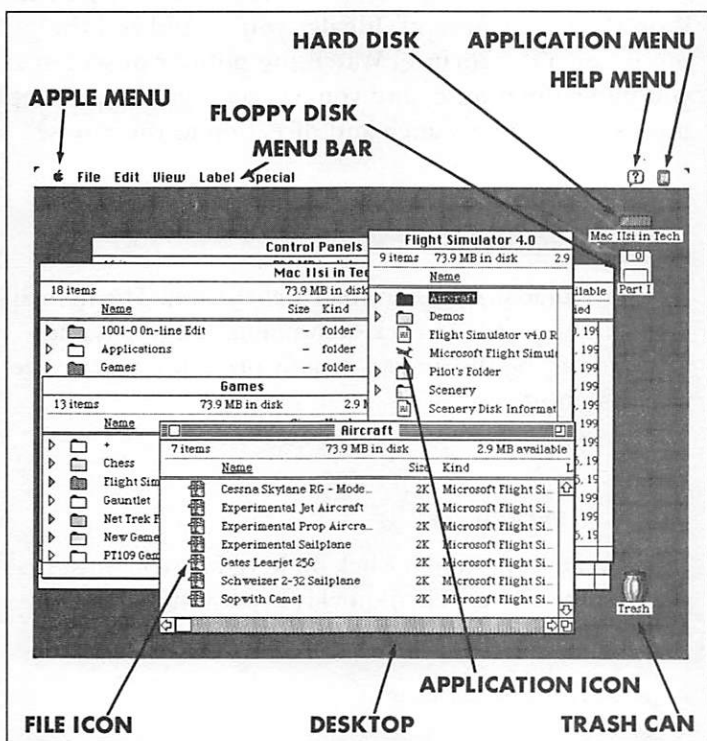 HARD DISK
APPLICATION MENU
HELP MENU
APPLE MENU
FLOPPY DISK
MENU BAR
File Edit View Label Special
Mac IIsi in Tech
Part I
Control Panels
Flight Simulator 4.0
9 items 73.9 MB in disk 2.9
Name
Aircraft
Demos
Flight Simulator v4.0 R
Microsoft Flight Simula
Pilot's Folder
Scenery
Scenery Disk Informat
Mac IIsi in Te
18 items 73.9 MB in disk
Name Size Kind
1001-0 On-line Edit – folder
Applications – folder
Games – folder
Games
13 items 73.9 MB in disk 2.9 M
Name
+
Chess
Flight Sim
Gauntlet
Net Trek
New Game
PT109 Gam
Aircraft
7 items 73.9 MB in disk 2.9 MB available
Name Size Kind L
Cessna Skylane RG - Mode… 2K Microsoft Flight Si…
Experimental Jet Aircraft 2K Microsoft Flight Si…
Experimental Prop Aircra… 2K Microsoft Flight Si…
Experimental Sailplane 2K Microsoft Flight Si…
Gates Learjet 25G 2K Microsoft Flight Si…
Schweizer 2-32 Sailplane 2K Microsoft Flight Si…
Sopwith Camel 2K Microsoft Flight Si…
Trash
APPLICATION ICON
FILE ICON
DESKTOP
TRASH CAN